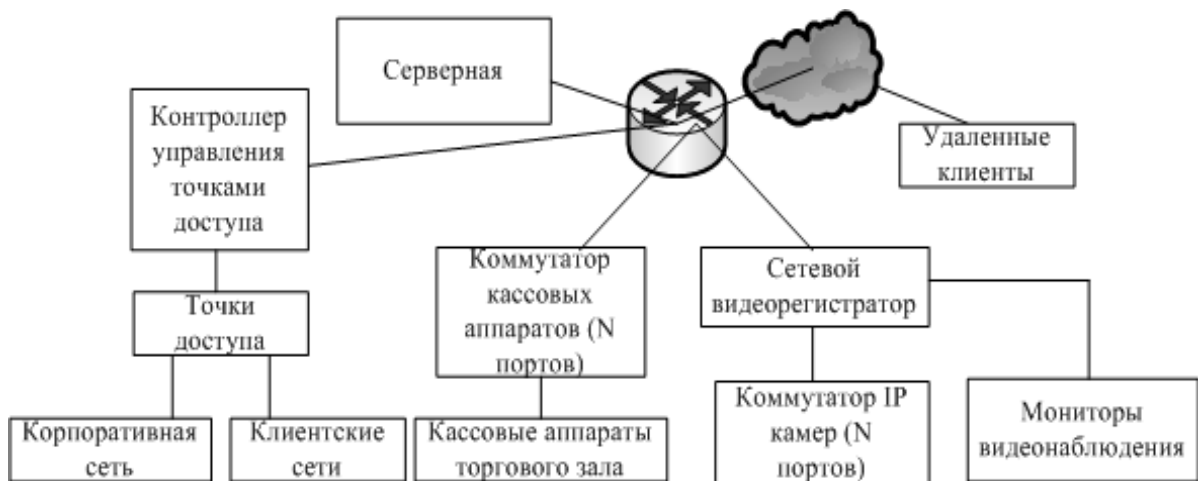 Серверная
Контроллер
управления
точками
доступа
Удаленные
клиенты
Коммутатор
кассовых
аппаратов (N
портов)
Сетевой
видеорегистратор
Точки
доступа
Корпоративная
сеть
Клиентские
сети
Кассовые аппараты
торгового зала
Коммутатор IP
камер (N
портов)
Мониторы
видеонаблюдения